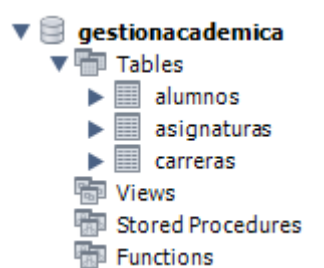 gestionacademica
Tables
alumnos
asignaturas
carreras
Views
Stored Procedures
Functions